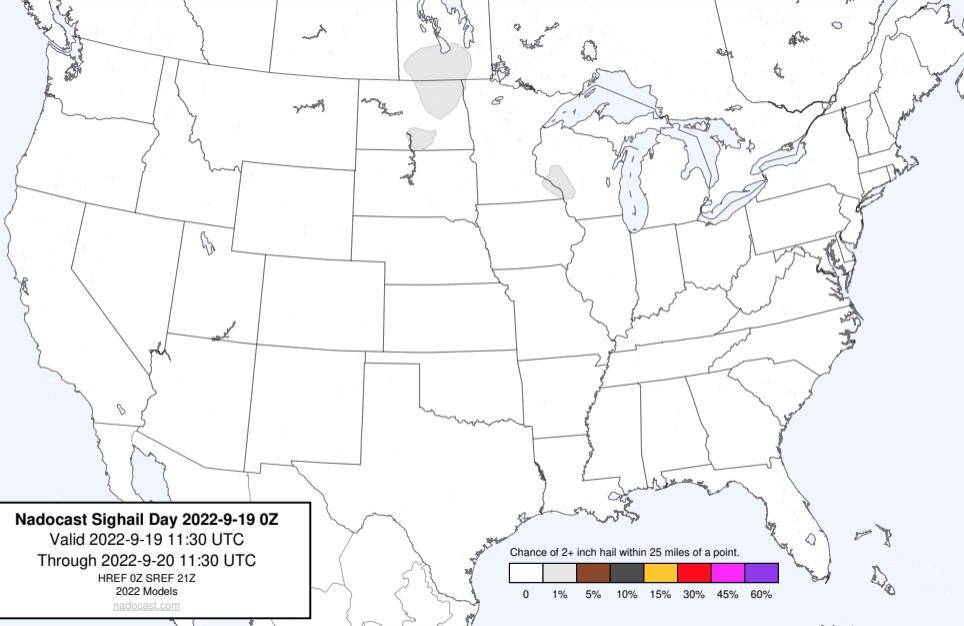 Nadocast Sighail Day 2022-9-19 0Z
Valid 2022-9-19 11:30 UTC
Through 2022-9-20 11:30 UTC
HREF 0Z SREF 21Z
2022 Models
nadocast.com
Chance of 2+ inch hail within 25 miles of a point.
0 1% 5% 10% 15% 30% 45% 60%